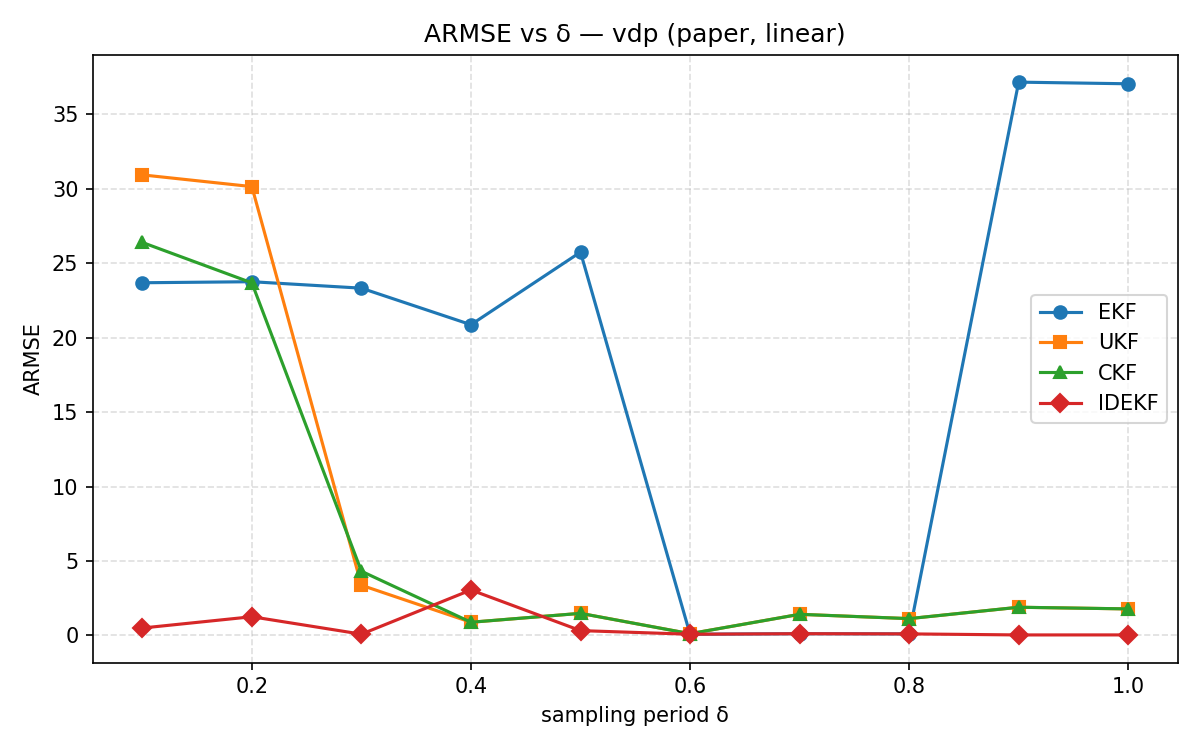 ARMSE vs δ — vdp (paper, linear)
ARMSE
35
30
25
20
15
10
5
0
EKF
UKF
CKF
IDEKF
0.2
0.4
0.6
0.8
1.0
sampling period δ